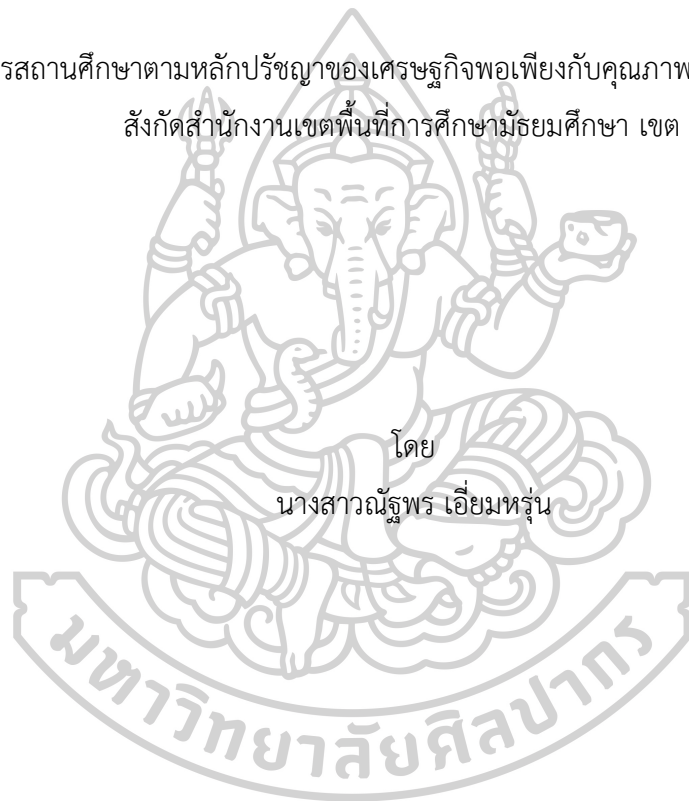 รสถานศึกษาตามหลักปรัชญาของเศรษฐกิจพอเพียงกับคุณภาพ
สังกัดสำนักงานเขตพื้นที่การศึกษามัธยมศึกษา เขต
โดย
นางสาวณัฐพร เอี่ยมหรุ่น
มหาวิทยาลัยศิลปากร